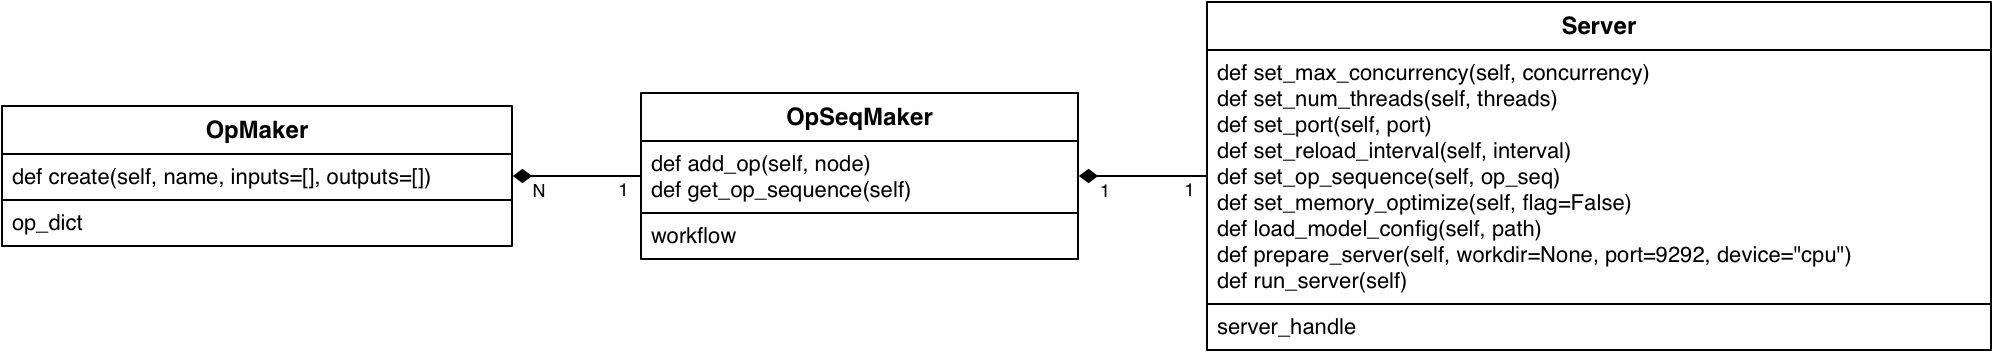 OpMaker
def create(self, name, inputs=[], outputs=[])
op_dict
N
1
OpSeqMaker
def add_op(self, node)
def get_op_sequence(self)
workflow
1
1
Server
def set_max_concurrency(self, concurrency)
def set_num_threads(self, threads)
def set_port(self, port)
def set_reload_interval(self, interval)
def set_op_sequence(self, op_seq)
def set_memory_optimize(self, flag=False)
def load_model_config(self, path)
def prepare_server(self, workdir=None, port=9292, device="cpu")
def run_server(self)
server_handle